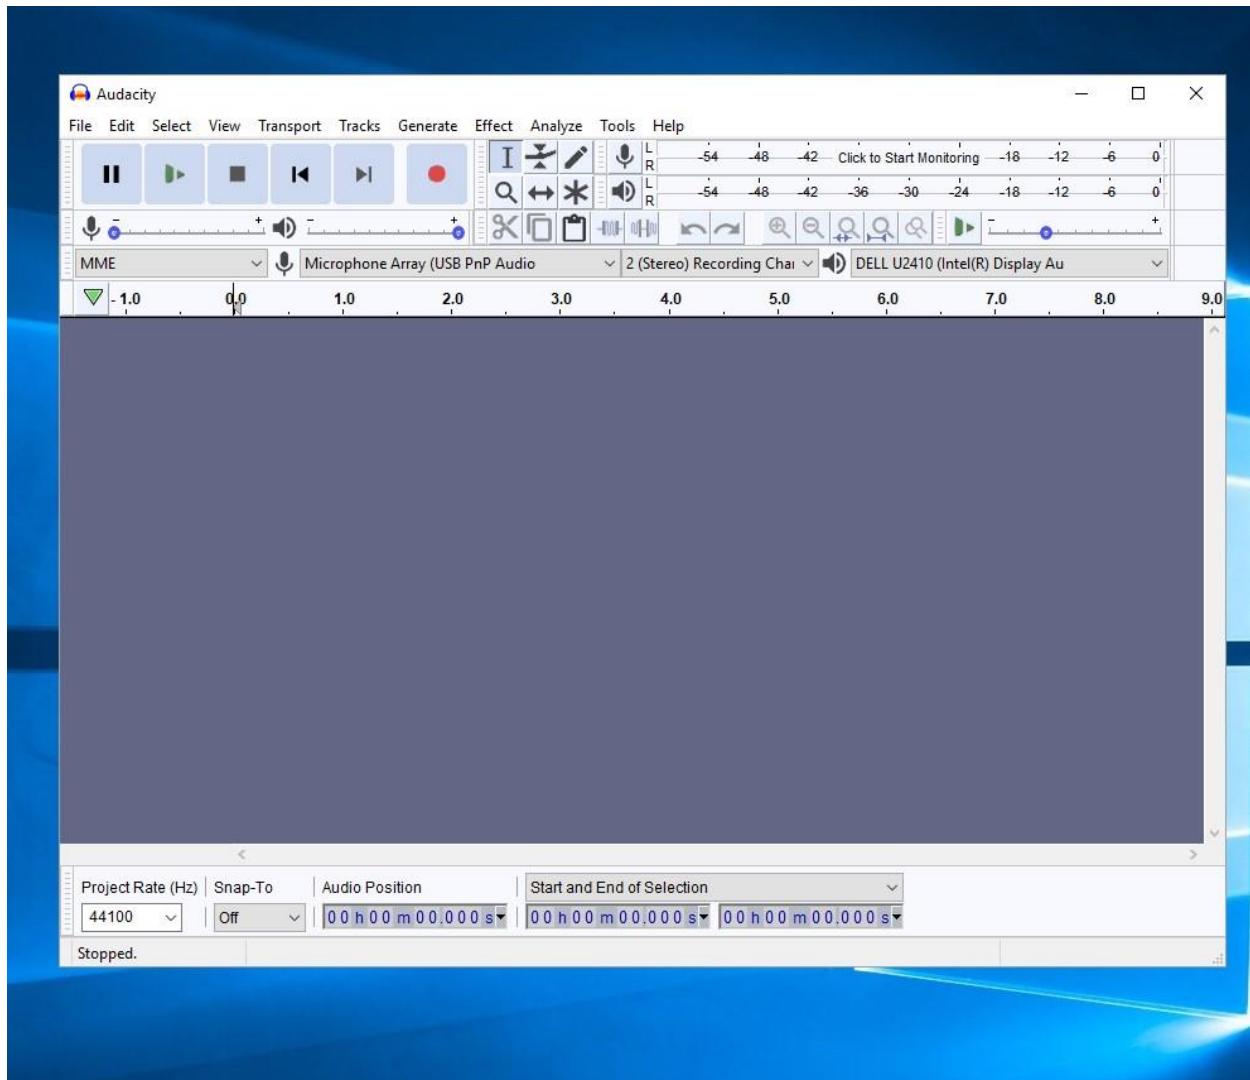 Audacity
File Edit Select View Transport Tracks Generate Effect Analyze Tools Help
L
R
-54 -48 -42 Click to Start Monitoring -18 -12 -6 0
L
R
-54 -48 -42 -36 -30 -24 -18 -12 -6 0
- + - + - +
MME Microphone Array (USB PnP Audio 2 (Stereo) Recording Chai DELL U2410 (Intel(R) Display Au
- 1.0 0.0 1.0 2.0 3.0 4.0 5.0 6.0 7.0 8.0 9.0
Project Rate (Hz) Snap-To Audio Position Start and End of Selection
44100 Off 00 h 00 m 00.000 s 00 h 00 m 00.000 s 00 h 00 m 00.000 s
Stopped.